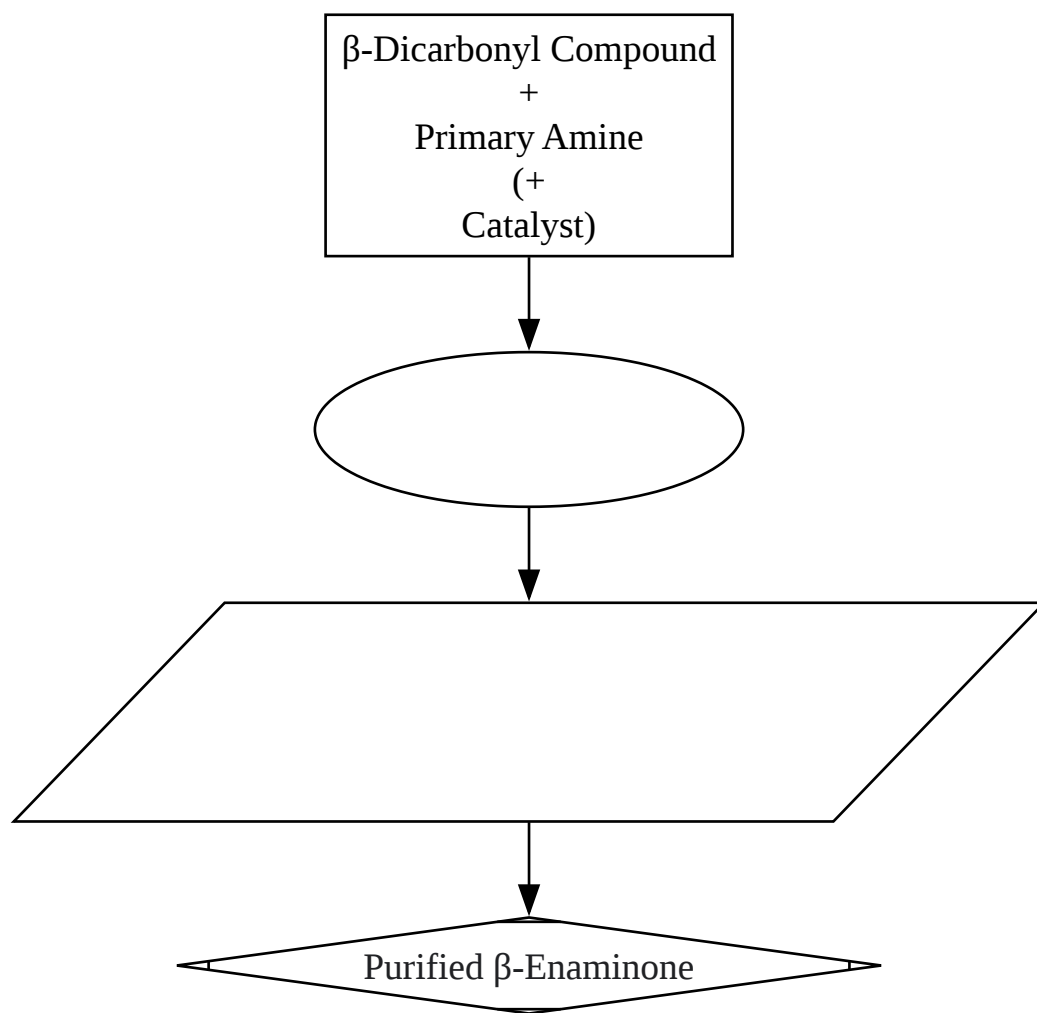 β-Dicarbonyl Compound
+
Primary Amine
(+
Catalyst)
Purified β-Enaminone